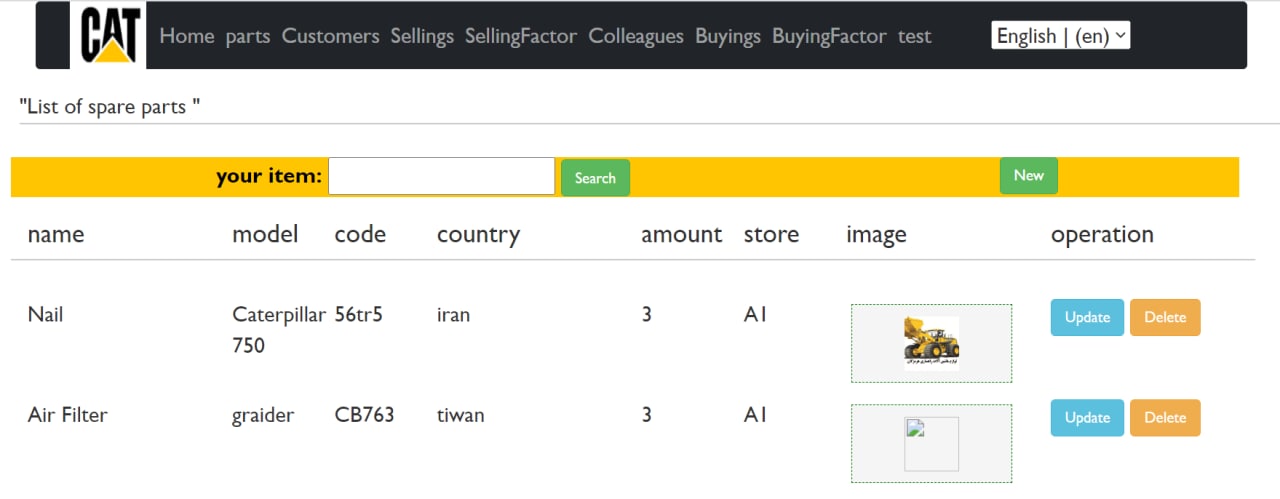 CAT
Home parts Customers Sellings SellingFactor Colleagues Buyings BuyingFactor test English | (en)
"List of spare parts "
your item: Search New
name model code country amount store image operation
Nail Caterpillar 56tr5 iran 3 A1 Update Delete
750
Air Filter graider CB763 tiwan 3 A1 Update Delete